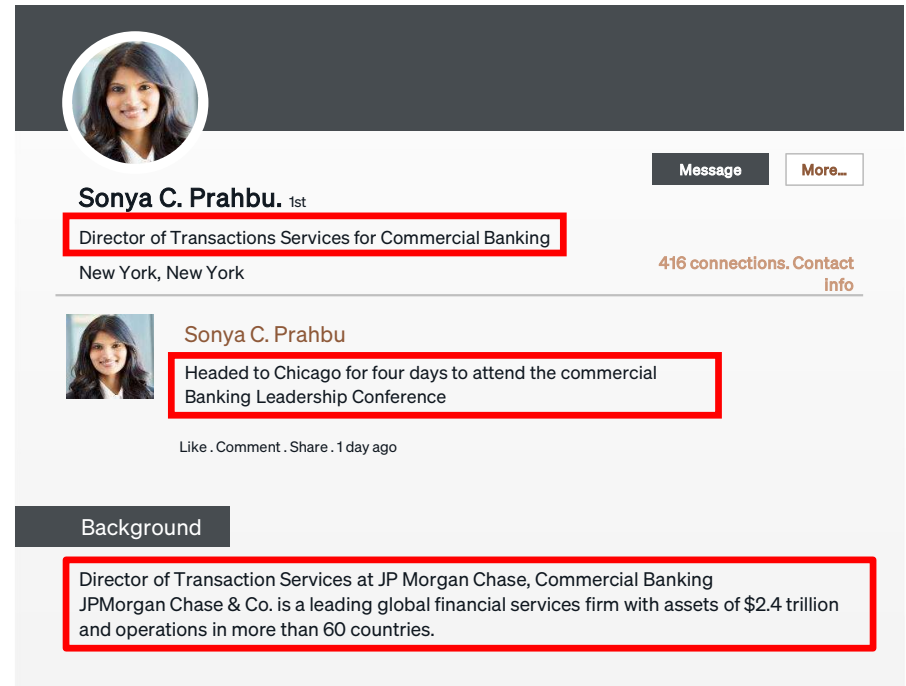 Message
More...
Sonya C. Prahbu. 1st
Director of Transactions Services for Commercial Banking
New York, New York
416 connections. Contact
info
Sonya C. Prahbu
Headed to Chicago for four days to attend the commercial
Banking Leadership Conference
Like . Comment . Share . 1 day ago
Background
Director of Transaction Services at JP Morgan Chase, Commercial Banking
JPMorgan Chase & Co. is a leading global financial services firm with assets of $2.4 trillion
and operations in more than 60 countries.